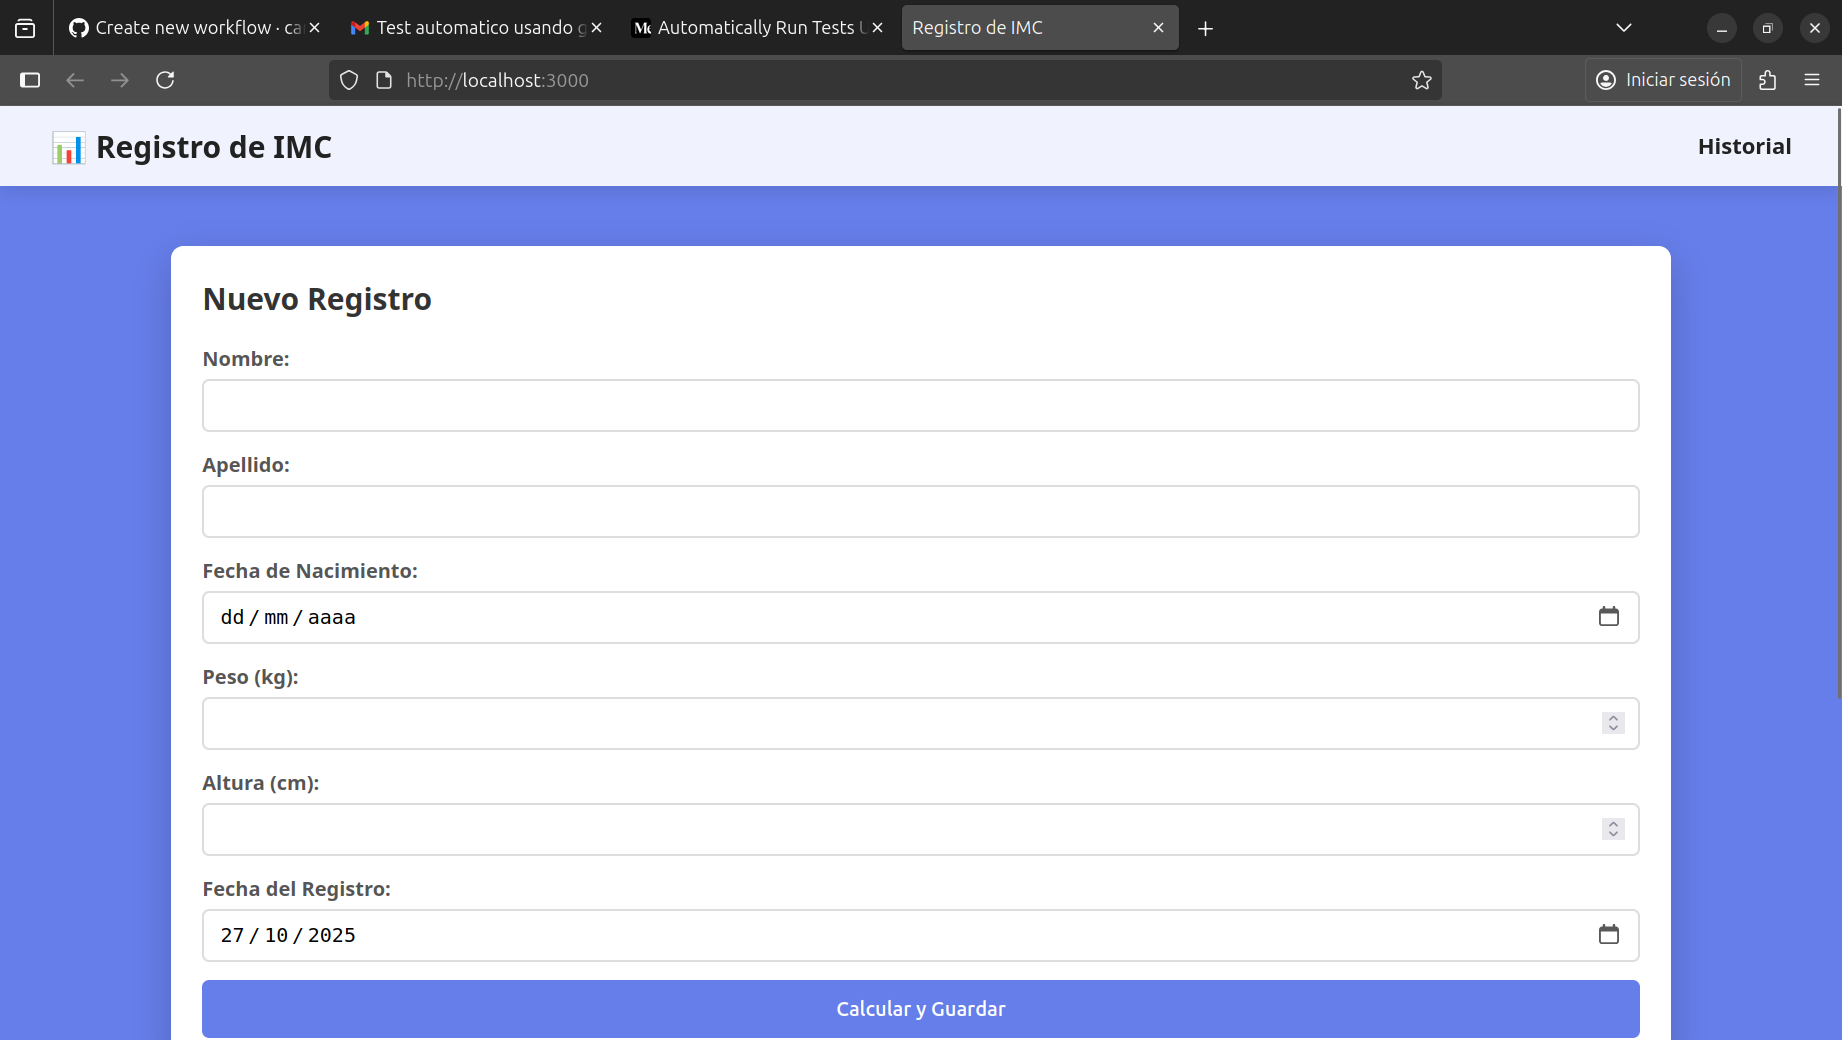 Create new workflow · ca
Test automatico usando g
Automatically Run Tests U
Registro de IMC
http://localhost:3000
Iniciar sesión
Registro de IMC
Historial
Nuevo Registro
Nombre:
Apellido:
Fecha de Nacimiento:
dd/mm/aaaa
Peso (kg):
Altura (cm):
Fecha del Registro:
27/10/2025
Calcular y Guardar